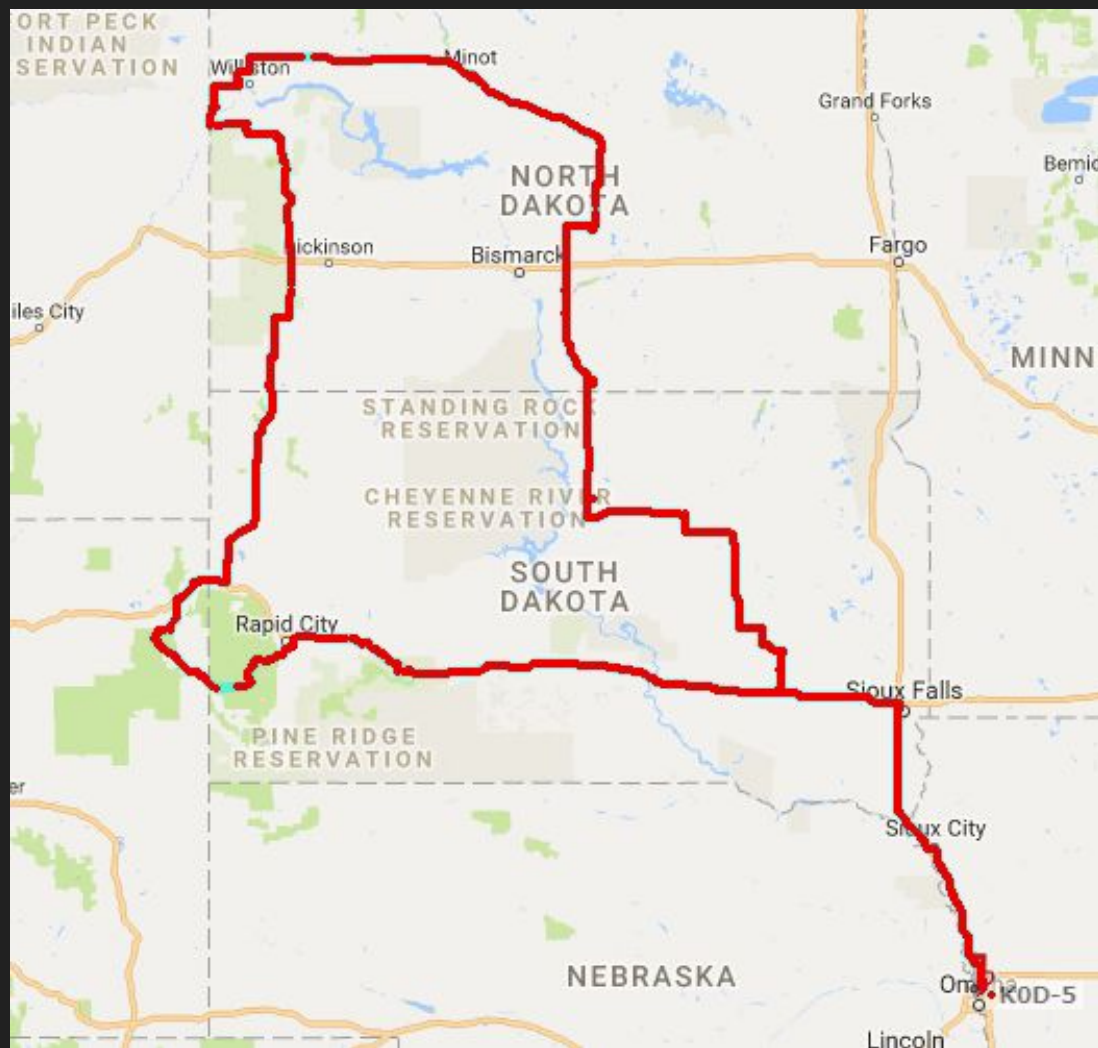 ORT PECK
INDIAN
SERVATION
Williston
Minot
Grand Forks
Bemid
NORTH
DAKOTA
Dickinson
Bismarck
Fargo
iles City
MINN
STANDING ROCK
RESERVATION
CHEYENNE RIVER
RESERVATION
SOUTH
DAKOTA
Rapid City
Sioux Falls
PINE RIDGE
RESERVATION
er
Sioux City
NEBRASKA
Omaha
K0D-5
Lincoln